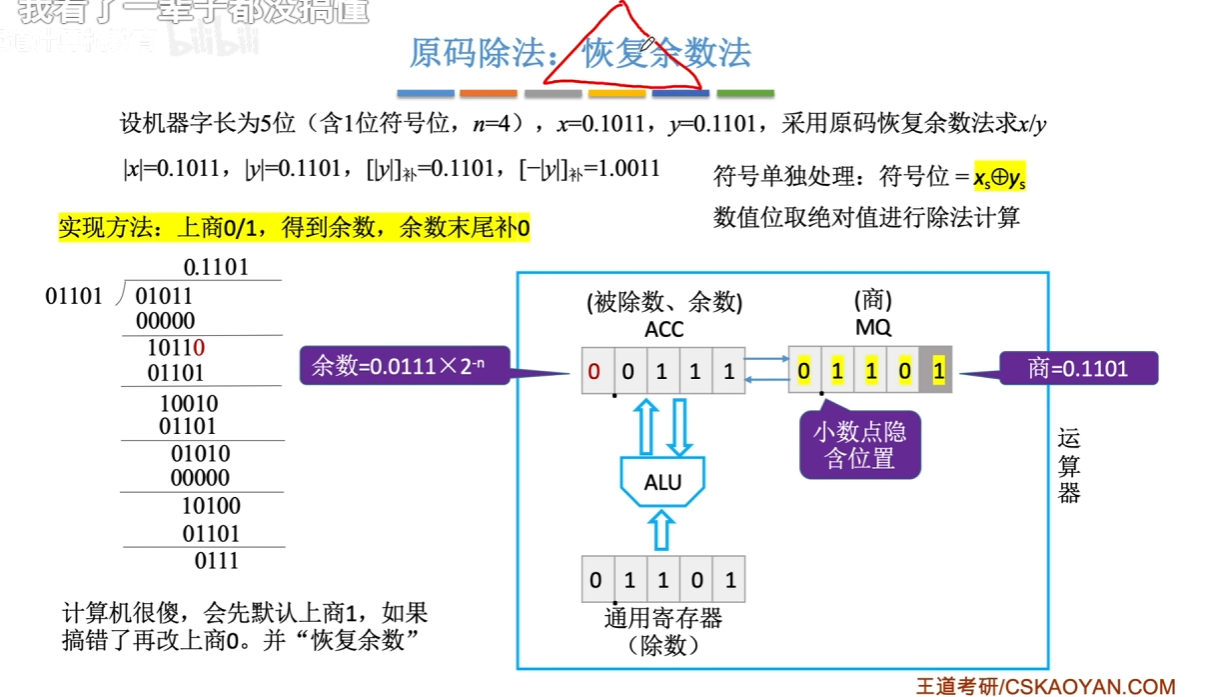 我看了一辈子都没搞懂
bilibili
原码除法：恢复余数法
设机器字长为5位（含1位符号位，n=4），x=0.1011，y=0.1101，采用原码恢复余数法求x/y
|x|=0.1011，|y|=0.1101，[|y|]补=0.1101，[−|y|]补=1.0011
符号单独处理：符号位 = xs⊕ys
数值位取绝对值进行除法计算
实现方法：上商0/1，得到余数，余数末尾补0
0.1101
01101
01011
00000
10110
01101
10010
01101
01010
00000
10100
01101
0111
计算机很傻，会先默认上商1，如果
搞错了再改上商0。并“恢复余数”
(被除数、余数)
ACC
(商)
MQ
余数=0.0111×2-n
0 0 1 1 1
0 1 1 0 1
商=0.1101
小数点隐
含位置
ALU
0 1 1 0 1
通用寄存器
（除数）
运算器
王道考研/CSKAOYAN.COM